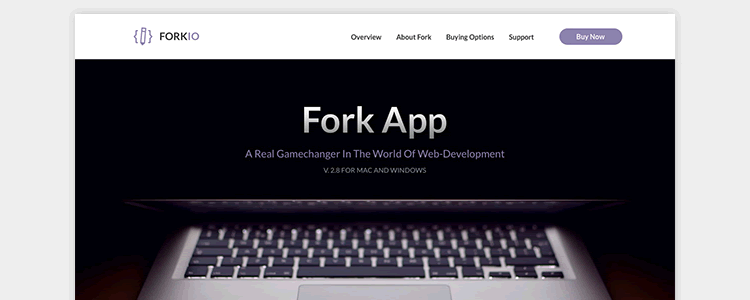 FORKIO
Overview
About Fork
Buying Options
Support
Buy Now
Fork App
A Real Gamechanger In The World Of Web-Development
V. 2.8 FOR MAC AND WINDOWS